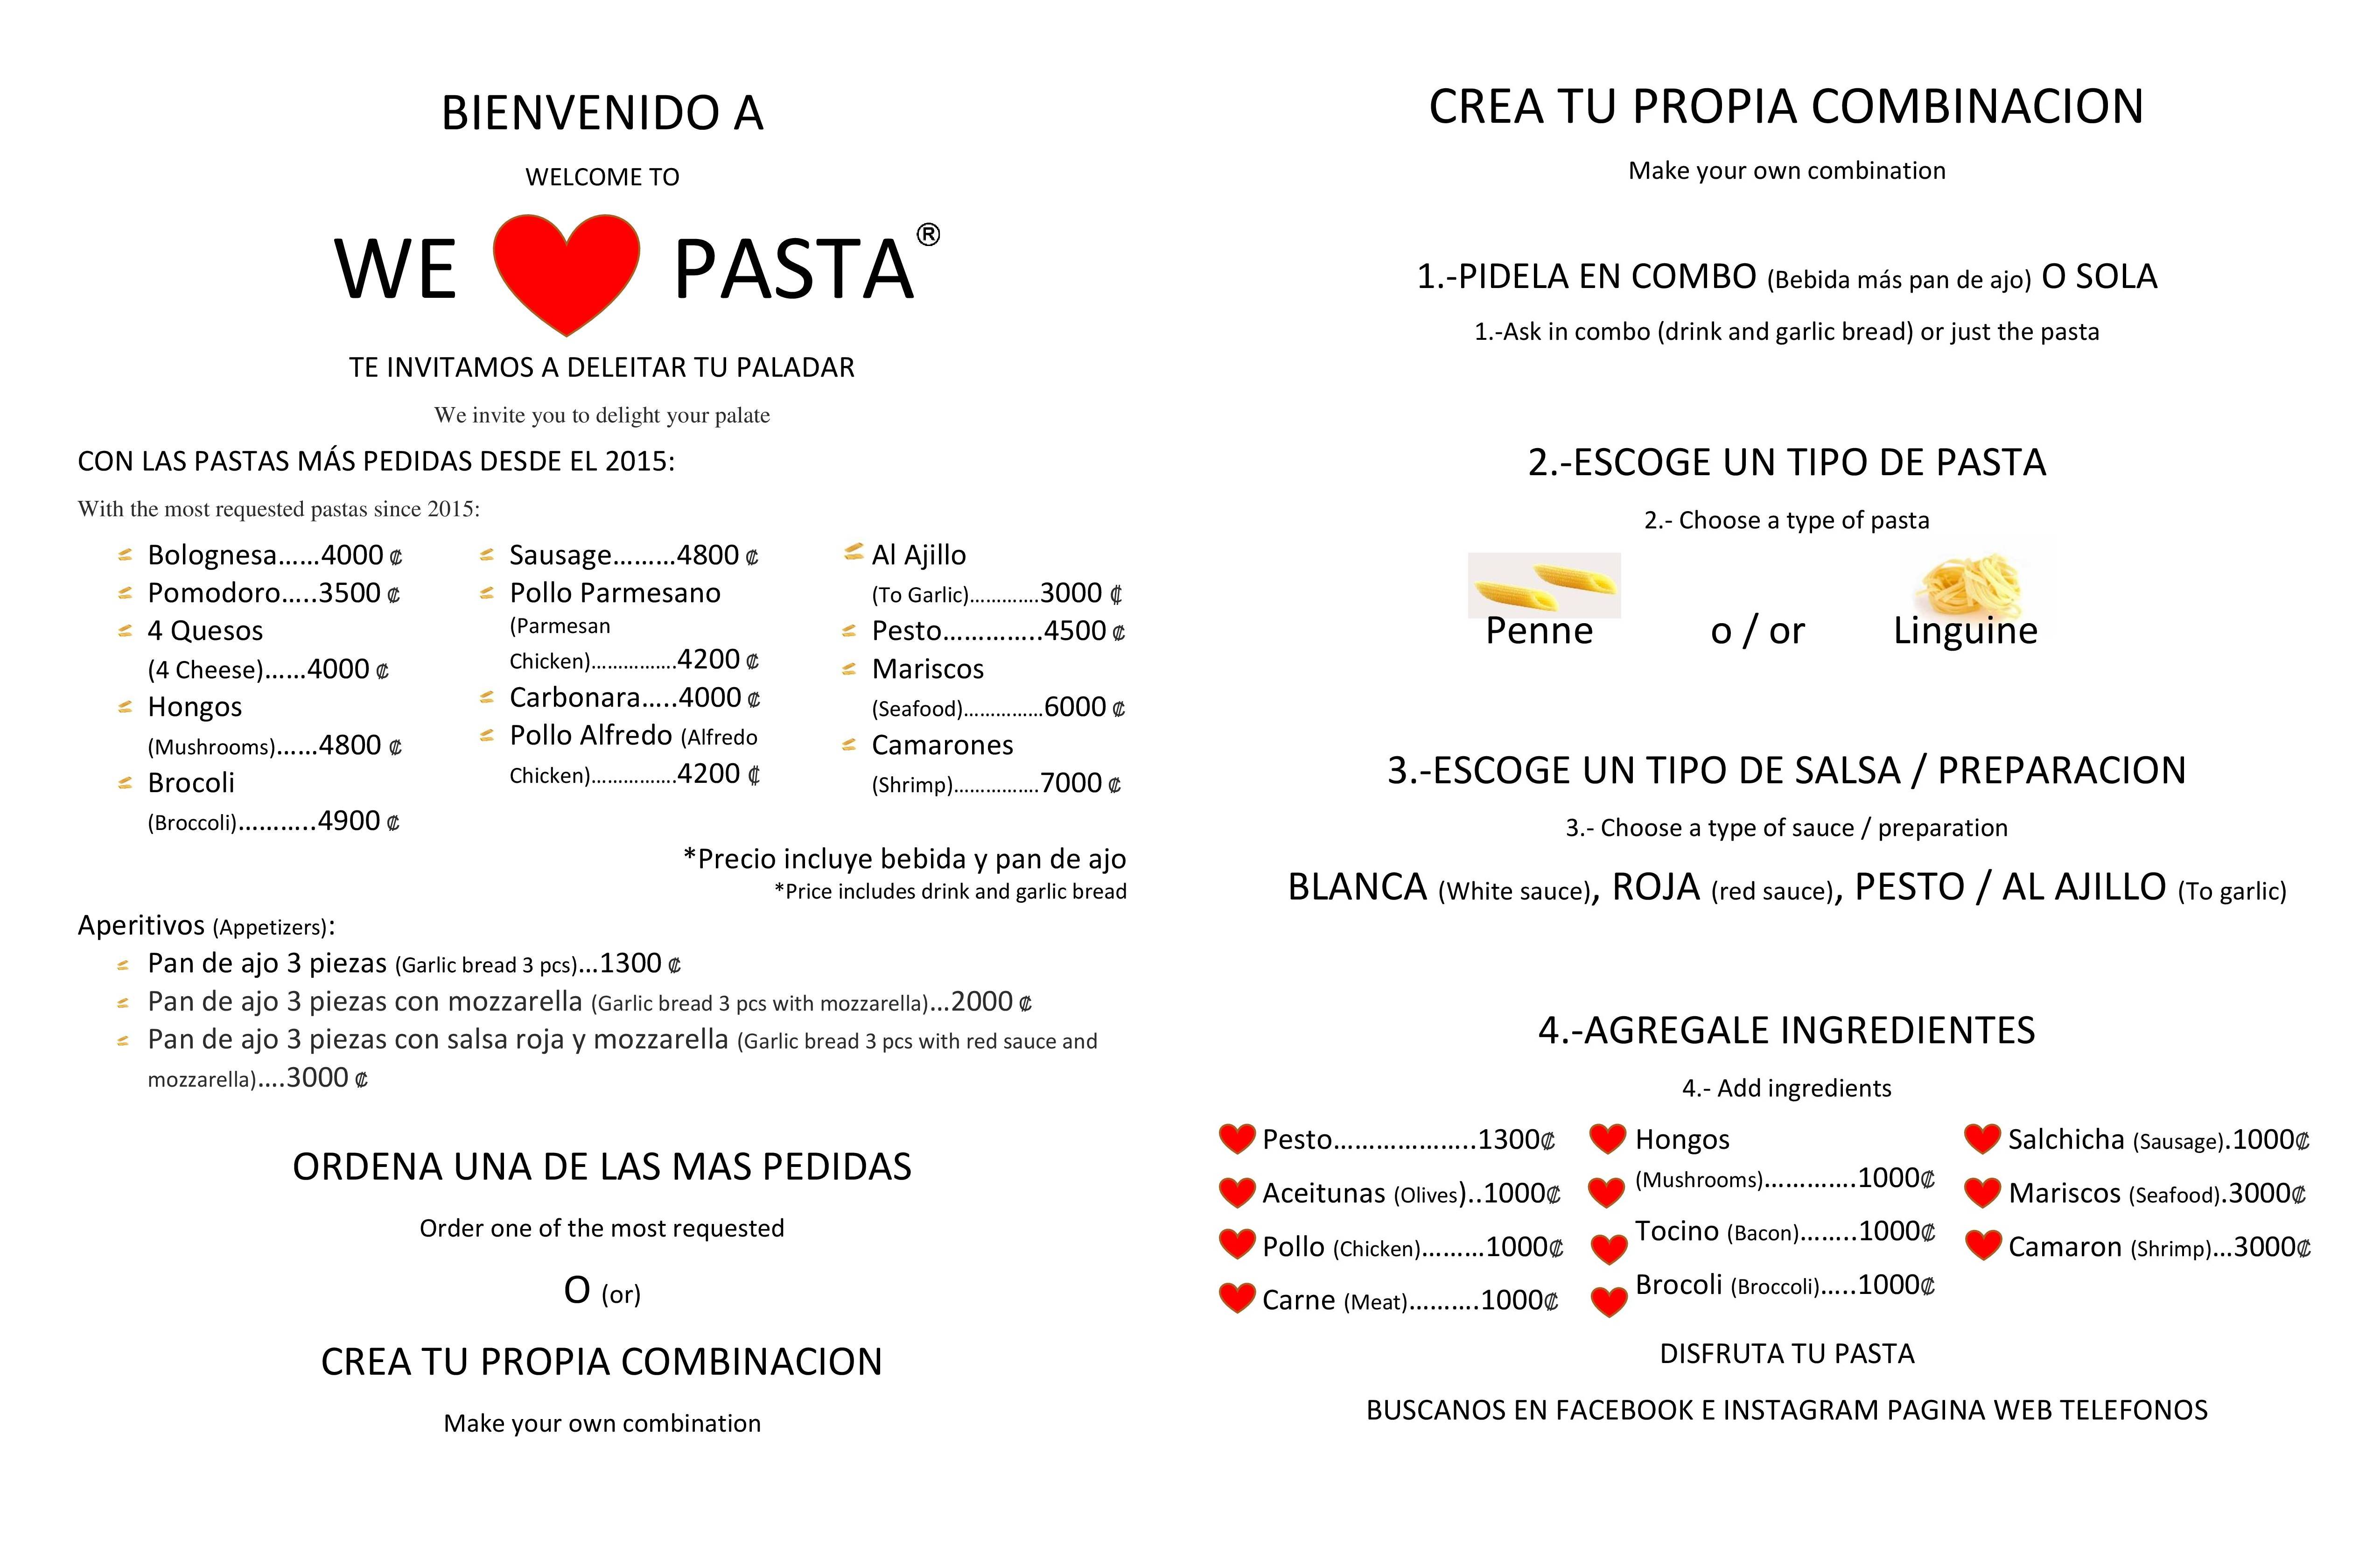 BIENVENIDO A
WELCOME TO
WE PASTA®
TE INVITAMOS A DELEITAR TU PALADAR
We invite you to delight your palate
CON LAS PASTAS MÁS PEDIDAS DESDE EL 2015:
With the most requested pastas since 2015:
Bolognesa......4000 ₡
Pomodoro.....3500 ₡
4 Quesos
(4 Cheese)......4000 ₡
Hongos
(Mushrooms)......4800 ₡
Brocoli
(Broccoli)...........4900 ₡
Sausage.........4800 ₡
Pollo Parmesano
(Parmesan
Chicken)...............4200 ₡
Carbonara.....4000 ₡
Pollo Alfredo (Alfredo
Chicken)...............4200 ₡
Al Ajillo
(To Garlic)............3000 ₡
Pesto..............4500 ₡
Mariscos
(Seafood)...............6000 ₡
Camarones
(Shrimp)................7000 ₡
*Precio incluye bebida y pan de ajo
*Price includes drink and garlic bread
Aperitivos (Appetizers):
Pan de ajo 3 piezas (Garlic bread 3 pcs)...1300 ₡
Pan de ajo 3 piezas con mozzarella (Garlic bread 3 pcs with mozzarella)...2000 ₡
Pan de ajo 3 piezas con salsa roja y mozzarella (Garlic bread 3 pcs with red sauce and
mozzarella)....3000 ₡
ORDENA UNA DE LAS MAS PEDIDAS
Order one of the most requested
O (or)
CREA TU PROPIA COMBINACION
Make your own combination
CREA TU PROPIA COMBINACION
Make your own combination
1.-PIDELA EN COMBO (Bebida más pan de ajo) O SOLA
1.-Ask in combo (drink and garlic bread) or just the pasta
2.-ESCOGE UN TIPO DE PASTA
2.- Choose a type of pasta
Penne o / or Linguine
3.-ESCOGE UN TIPO DE SALSA / PREPARACION
3.- Choose a type of sauce / preparation
BLANCA (White sauce), ROJA (red sauce), PESTO / AL AJILLO (To garlic)
4.-AGREGALE INGREDIENTES
4.- Add ingredients
Pesto....................1300₡
Aceitunas (Olives)..1000₡
Pollo (Chicken).........1000₡
Carne (Meat)..........1000₡
Hongos
(Mushrooms).............1000₡
Tocino (Bacon)........1000₡
Brocoli (Broccoli).....1000₡
Salchicha (Sausage).1000₡
Mariscos (Seafood).3000₡
Camaron (Shrimp)...3000₡
DISFRUTA TU PASTA
BUSCANOS EN FACEBOOK E INSTAGRAM PAGINA WEB TELEFONOS